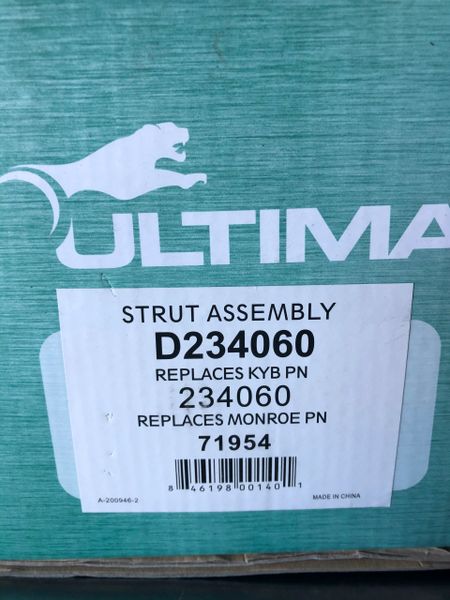 ULTIMA
STRUT ASSEMBLY
D234060
REPLACES KYB PN
234060
REPLACES MONROE PN
71954
8 46198 00140 1
A-200946-2
MADE IN CHINA